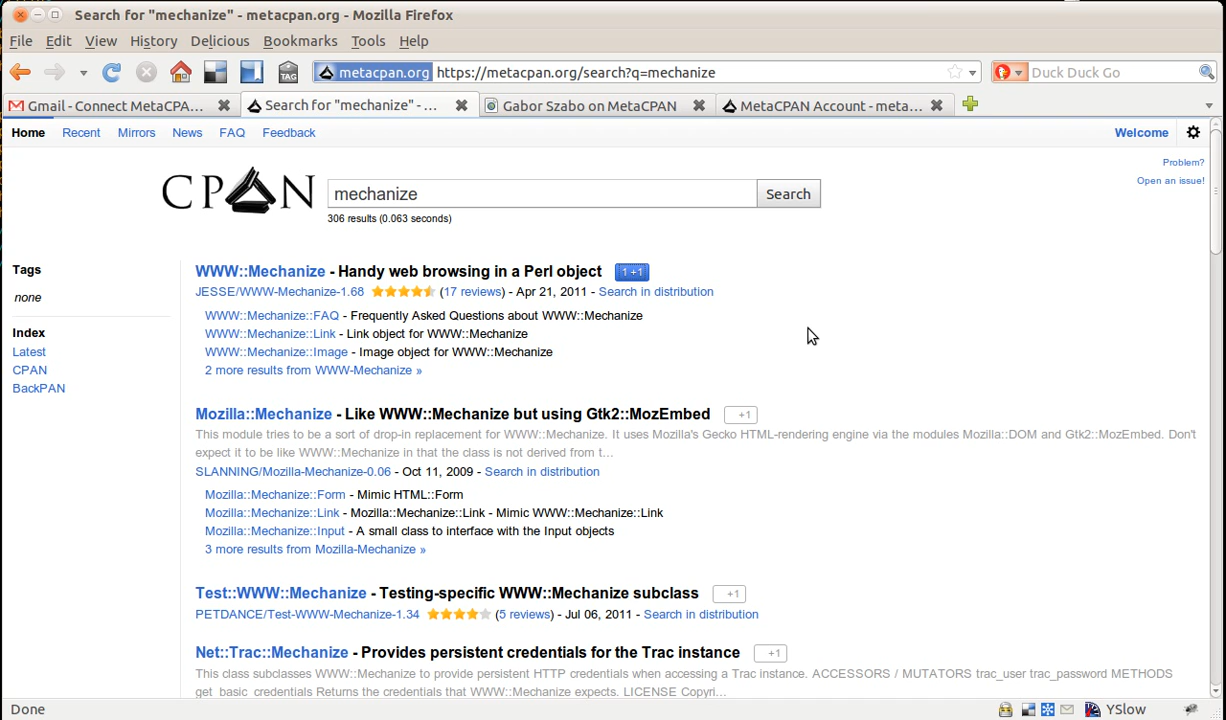 Search for "mechanize" - metacpan.org - Mozilla Firefox
File Edit View History Delicious Bookmarks Tools Help
TAG metacpan.org https://metacpan.org/search?q=mechanize Duck Duck Go
Gmail - Connect MetaCPA... Search for "mechanize" - ... Gabor Szabo on MetaCPAN MetaCPAN Account - meta...
Home Recent Mirrors News FAQ Feedback Welcome
Problem?
Open an issue!
CPAN mechanize Search
306 results (0.063 seconds)
Tags
none
Index
Latest
CPAN
BackPAN
WWW::Mechanize - Handy web browsing in a Perl object 1 +1
JESSE/WWW-Mechanize-1.68 (17 reviews) - Apr 21, 2011 - Search in distribution
WWW::Mechanize::FAQ - Frequently Asked Questions about WWW::Mechanize
WWW::Mechanize::Link - Link object for WWW::Mechanize
WWW::Mechanize::Image - Image object for WWW::Mechanize
2 more results from WWW-Mechanize »
Mozilla::Mechanize - Like WWW::Mechanize but using Gtk2::MozEmbed +1
This module tries to be a sort of drop-in replacement for WWW::Mechanize. It uses Mozilla's Gecko HTML-rendering engine via the modules Mozilla::DOM and Gtk2::MozEmbed. Don't
expect it to be like WWW::Mechanize in that the class is not derived from t...
SLANNING/Mozilla-Mechanize-0.06 - Oct 11, 2009 - Search in distribution
Mozilla::Mechanize::Form - Mimic HTML::Form
Mozilla::Mechanize::Link - Mozilla::Mechanize::Link - Mimic WWW::Mechanize::Link
Mozilla::Mechanize::Input - A small class to interface with the Input objects
3 more results from Mozilla-Mechanize »
Test::WWW::Mechanize - Testing-specific WWW::Mechanize subclass +1
PETDANCE/Test-WWW-Mechanize-1.34 (5 reviews) - Jul 06, 2011 - Search in distribution
Net::Trac::Mechanize - Provides persistent credentials for the Trac instance +1
This class subclasses WWW::Mechanize to provide persistent HTTP credentials when accessing a Trac instance. ACCESSORS / MUTATORS trac_user trac_password METHODS
get_basic_credentials Returns the credentials that WWW::Mechanize expects. LICENSE Copyri...
Done YSlow